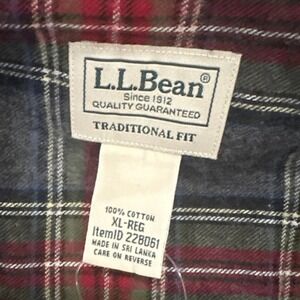 L.L.Bean®
Since 1912
QUALITY GUARANTEED
TRADITIONAL FIT
100% COTTON
XL-REG
ItemID 228061
MADE IN SRI LANKA
CARE ON REVERSE